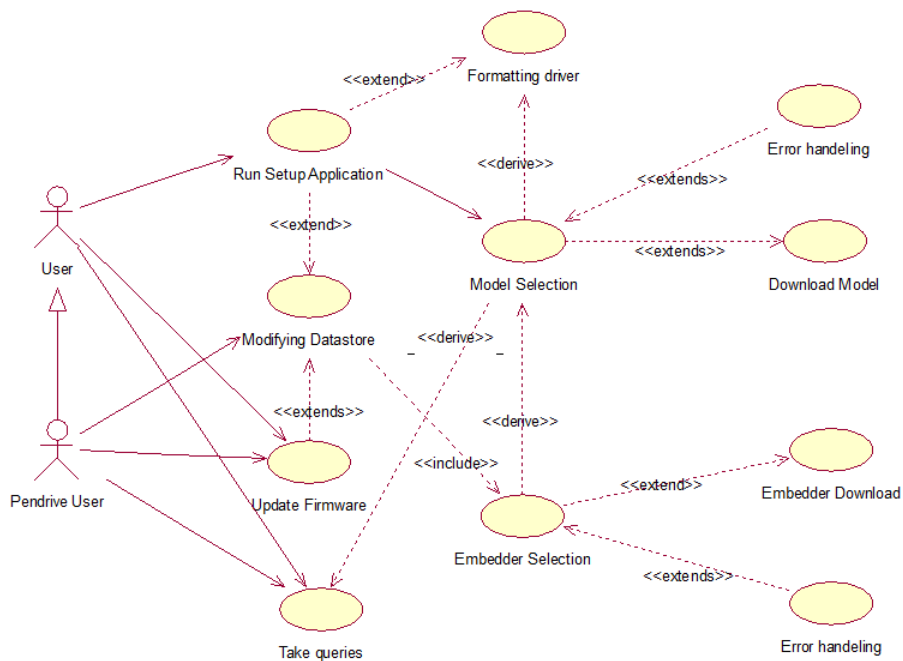 Formatting driver
<<extend>>
Error handeling
Run Setup Application
<<derive>>
<<extends>>
<<extend>>
User
Model Selection
<<extends>>
Download Model
Modifying Datastore
_ <<derive>> _
<<extends>>
<<derive>>
<<include>>
Pendrive User
Update Firmware
<<extend>>
Embedder Download
Embedder Selection
<<extends>>
Take queries
Error handeling